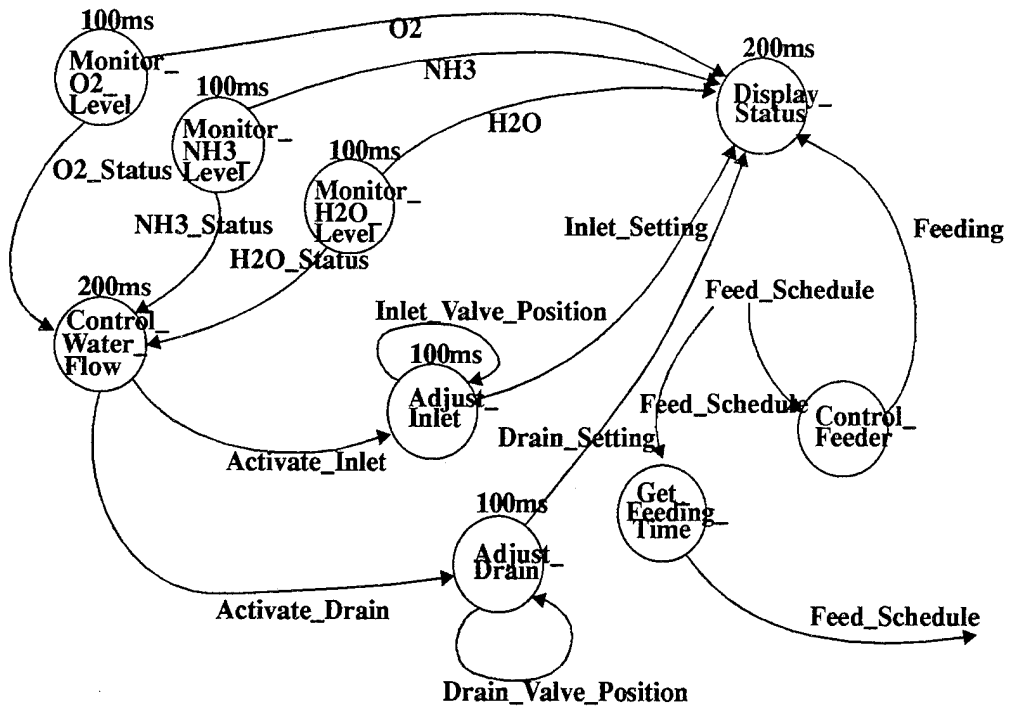 100ms
Monitor_
O2_
Level
O2
100ms
Monitor_
NH3_
Level
NH3
200ms
Display_
Status
100ms
Monitor_
H2O_
Level
H2O
O2_Status
NH3_Status
H2O_Status
Inlet_Setting
Feeding
200ms
Control_
Water_
Flow
Inlet_Valve_Position
100ms
Adjust_
Inlet
Feed_Schedule
Feed_Schedule
Control_
Feeder
Drain_Setting
Activate_Inlet
100ms
Adjust_
Drain
Get_
Feeding_
Time
Activate_Drain
Feed_Schedule
Drain_Valve_Position